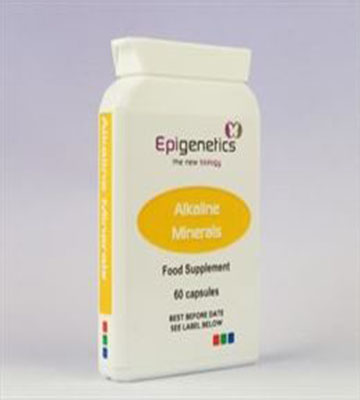 Epigenetics
the new biology
Alkaline
Minerals
Food Supplement
60 capsules
BEST BEFORE DATE
SEE LABEL BELOW
Alkaline Minerals